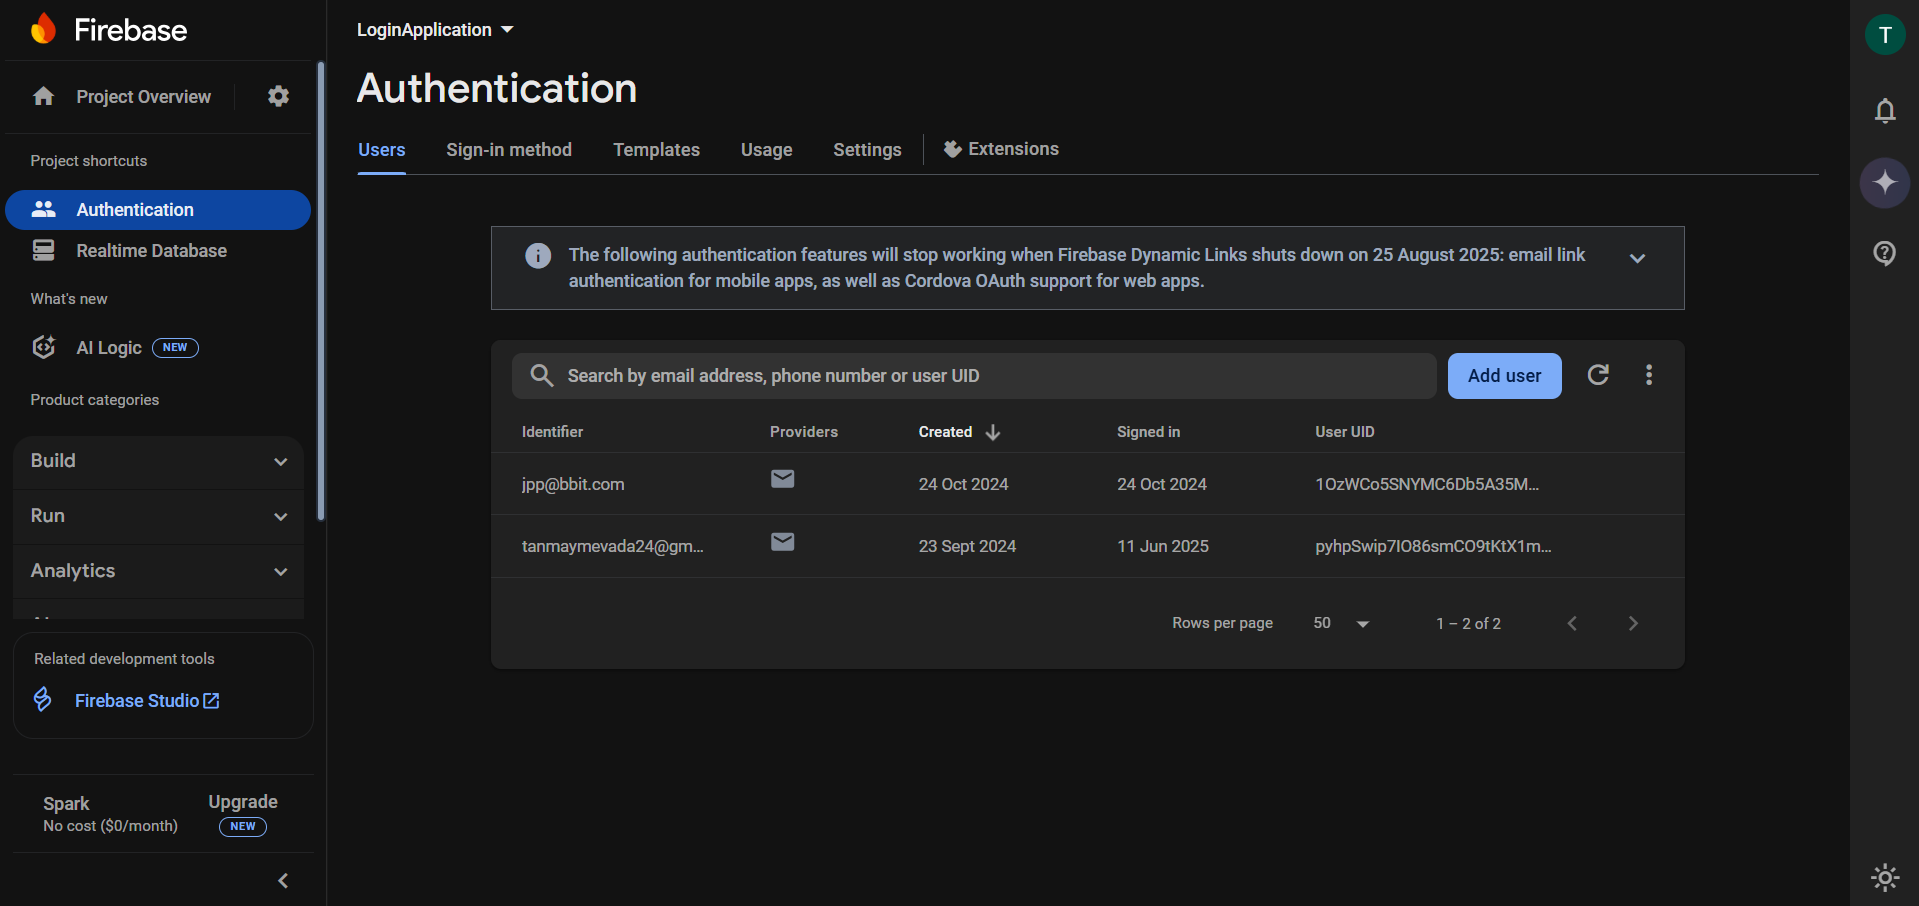 Firebase
Project Overview
Project shortcuts
Authentication
Realtime Database
What's new
AI Logic NEW
Product categories
Build
Run
Analytics
Related development tools
Firebase Studio
Spark
No cost ($0/month)
Upgrade
NEW
LoginApplication
Authentication
Users Sign-in method Templates Usage Settings Extensions
The following authentication features will stop working when Firebase Dynamic Links shuts down on 25 August 2025: email link
authentication for mobile apps, as well as Cordova OAuth support for web apps.
Search by email address, phone number or user UID Add user
Identifier Providers Created Signed in User UID
jpp@bbit.com 24 Oct 2024 24 Oct 2024 1OzWCo5SNYMC6Db5A35M...
tanmaymevada24@gm... 23 Sept 2024 11 Jun 2025 pyhpSwip7IO86smCO9tKtX1m...
Rows per page 50 1 – 2 of 2
T